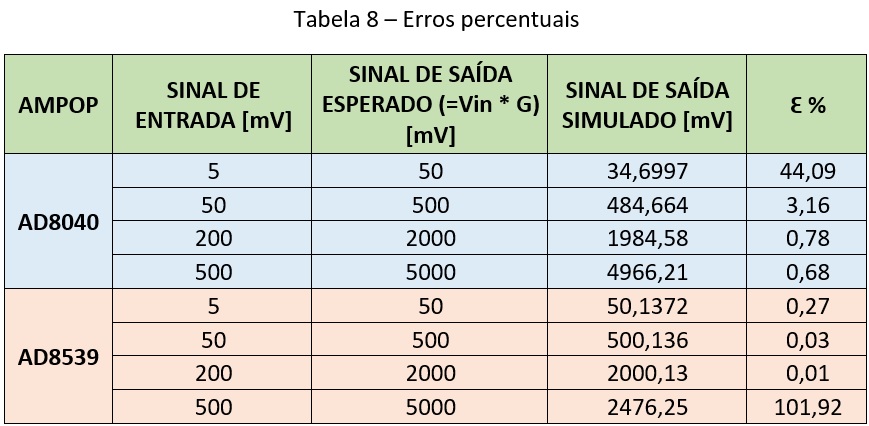 Tabela 8 – Erros percentuais
AMPOP
SINAL DE
ENTRADA [mV]
SINAL DE SAÍDA
ESPERADO (=Vin * G)
[mV]
SINAL DE SAÍDA
SIMULADO [mV]
Ɛ %
AD8040
5 50 34,6997 44,09
50 500 484,664 3,16
200 2000 1984,58 0,78
500 5000 4966,21 0,68
AD8539
5 50 50,1372 0,27
50 500 500,136 0,03
200 2000 2000,13 0,01
500 5000 2476,25 101,92